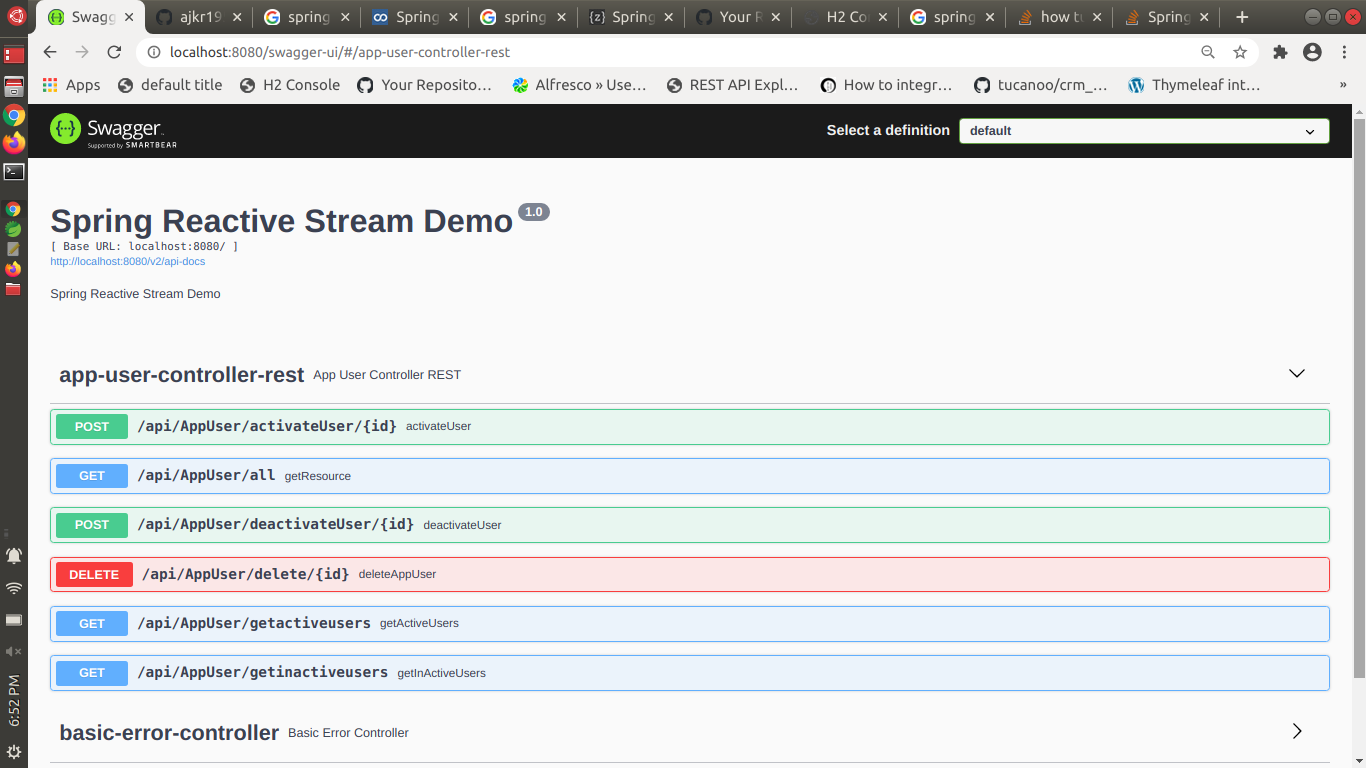 Swagg
ajkr19
spring
Spring
spring
Spring
Your R
H2 Co
spring
how tu
Spring
localhost:8080/swagger-ui/#/app-user-controller-rest
Apps
default title
H2 Console
Your Reposito…
Alfresco » Use…
REST API Expl…
How to integr…
tucanoo/crm_…
Thymeleaf int…
»
Swagger
Supported by SMARTBEAR
Select a definition
default
Spring Reactive Stream Demo 1.0
[ Base URL: localhost:8080/ ]
http://localhost:8080/v2/api-docs
Spring Reactive Stream Demo
app-user-controller-rest App User Controller REST
POST /api/AppUser/activateUser/{id} activateUser
GET /api/AppUser/all getResource
POST /api/AppUser/deactivateUser/{id} deactivateUser
DELETE /api/AppUser/delete/{id} deleteAppUser
GET /api/AppUser/getactiveusers getActiveUsers
GET /api/AppUser/getinactiveusers getInActiveUsers
basic-error-controller Basic Error Controller
6:52 PM